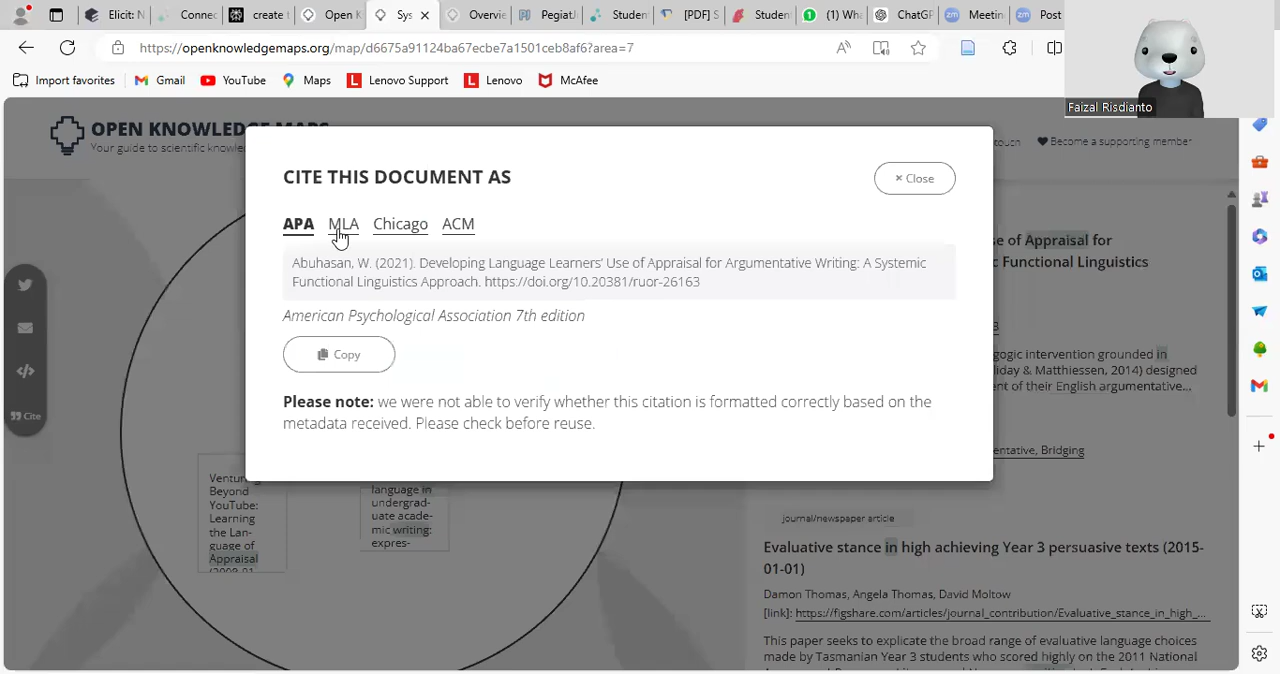 Elicit: N
Connec
create t
Open K
Sys
Overvie
PegiatJ
Studen
[PDF] S
Studen
(1) Wha
ChatGP
Meetin
Post
https://openknowledgemaps.org/map/d6675a91124ba67ecbe7a1501ceb8af6?area=7
Import favorites
Gmail
YouTube
Maps
Lenovo Support
Lenovo
McAfee
Faizal Risdianto
OPEN KNOWLEDGE MAPS
Your guide to scientific knowled
touch
Become a supporting member
CITE THIS DOCUMENT AS
× Close
APA MLA Chicago ACM
Abuhasan, W. (2021). Developing Language Learners’ Use of Appraisal for Argumentative Writing: A Systemic
Functional Linguistics Approach. https://doi.org/10.20381/ruor-26163
American Psychological Association 7th edition
Copy
Please note: we were not able to verify whether this citation is formatted correctly based on the
metadata received. Please check before reuse.
Cite
Beyond
YouTube:
Learning
the Lan-
guage of
Appraisal
language in
undergrad-
uate acade-
mic writing:
expres-
se of Appraisal for
c Functional Linguistics
gogic intervention grounded in
liday & Matthiessen, 2014) designed
ent of their English argumentative...
entative, Bridging
journal/newspaper article
Evaluative stance in high achieving Year 3 persuasive texts (2015-
01-01)
Damon Thomas, Angela Thomas, David Moltow
[link]: https://figshare.com/articles/journal_contribution/Evaluative_stance_in_high_...
This paper seeks to explicate the broad range of evaluative language choices
made by Tasmanian Year 3 students who scored highly on the 2011 National